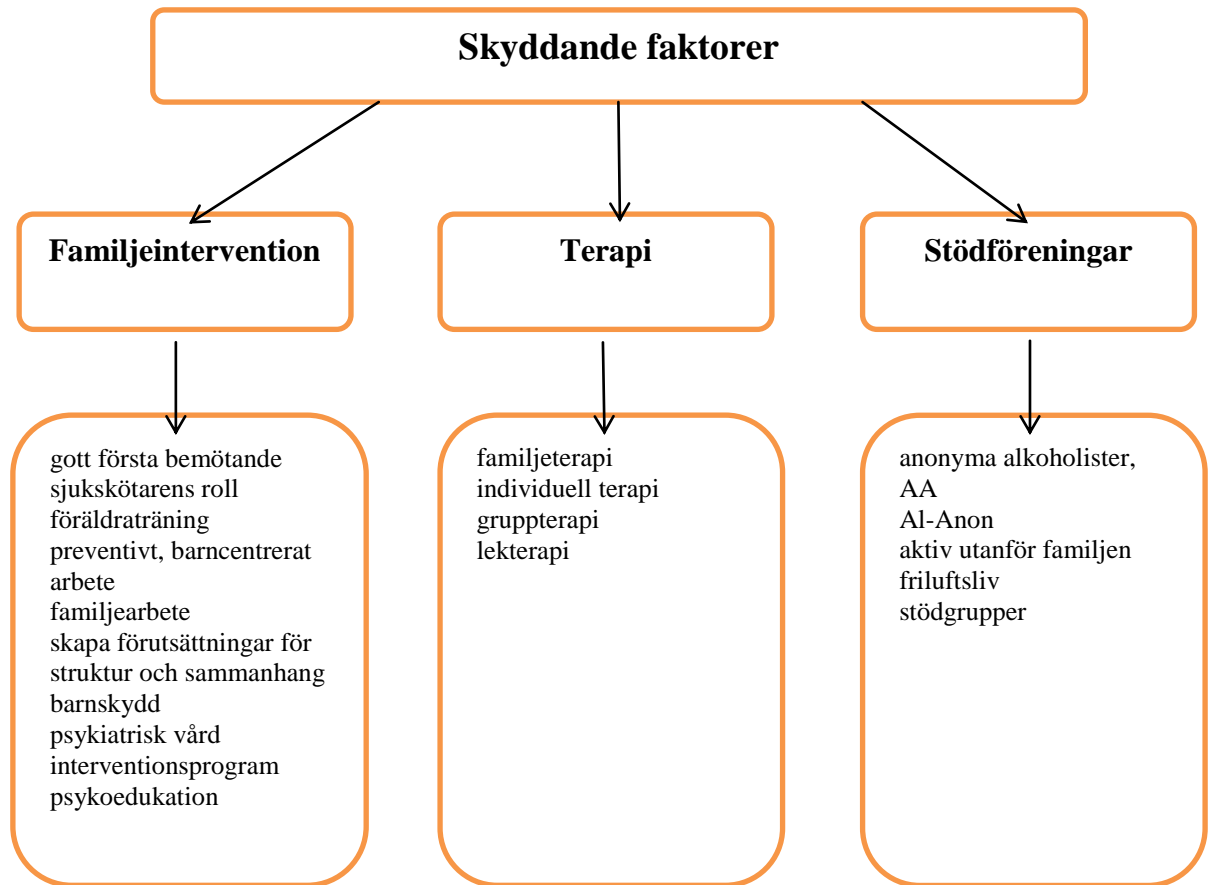 Skyddande faktorer
Familjeintervention
Terapi
Stödföreningar
gott första bemötande
sjukskötarens roll
föräldraträning
preventivt, barncentrerat
arbete
familjearbete
skapa förutsättningar för
struktur och sammanhang
barnskydd
psykiatrisk vård
interventionsprogram
psykoedukation
familjeterapi
individuell terapi
gruppterapi
lekterapi
anonyma alkoholister,
AA
Al-Anon
aktiv utanför familjen
friluftsliv
stödgrupper